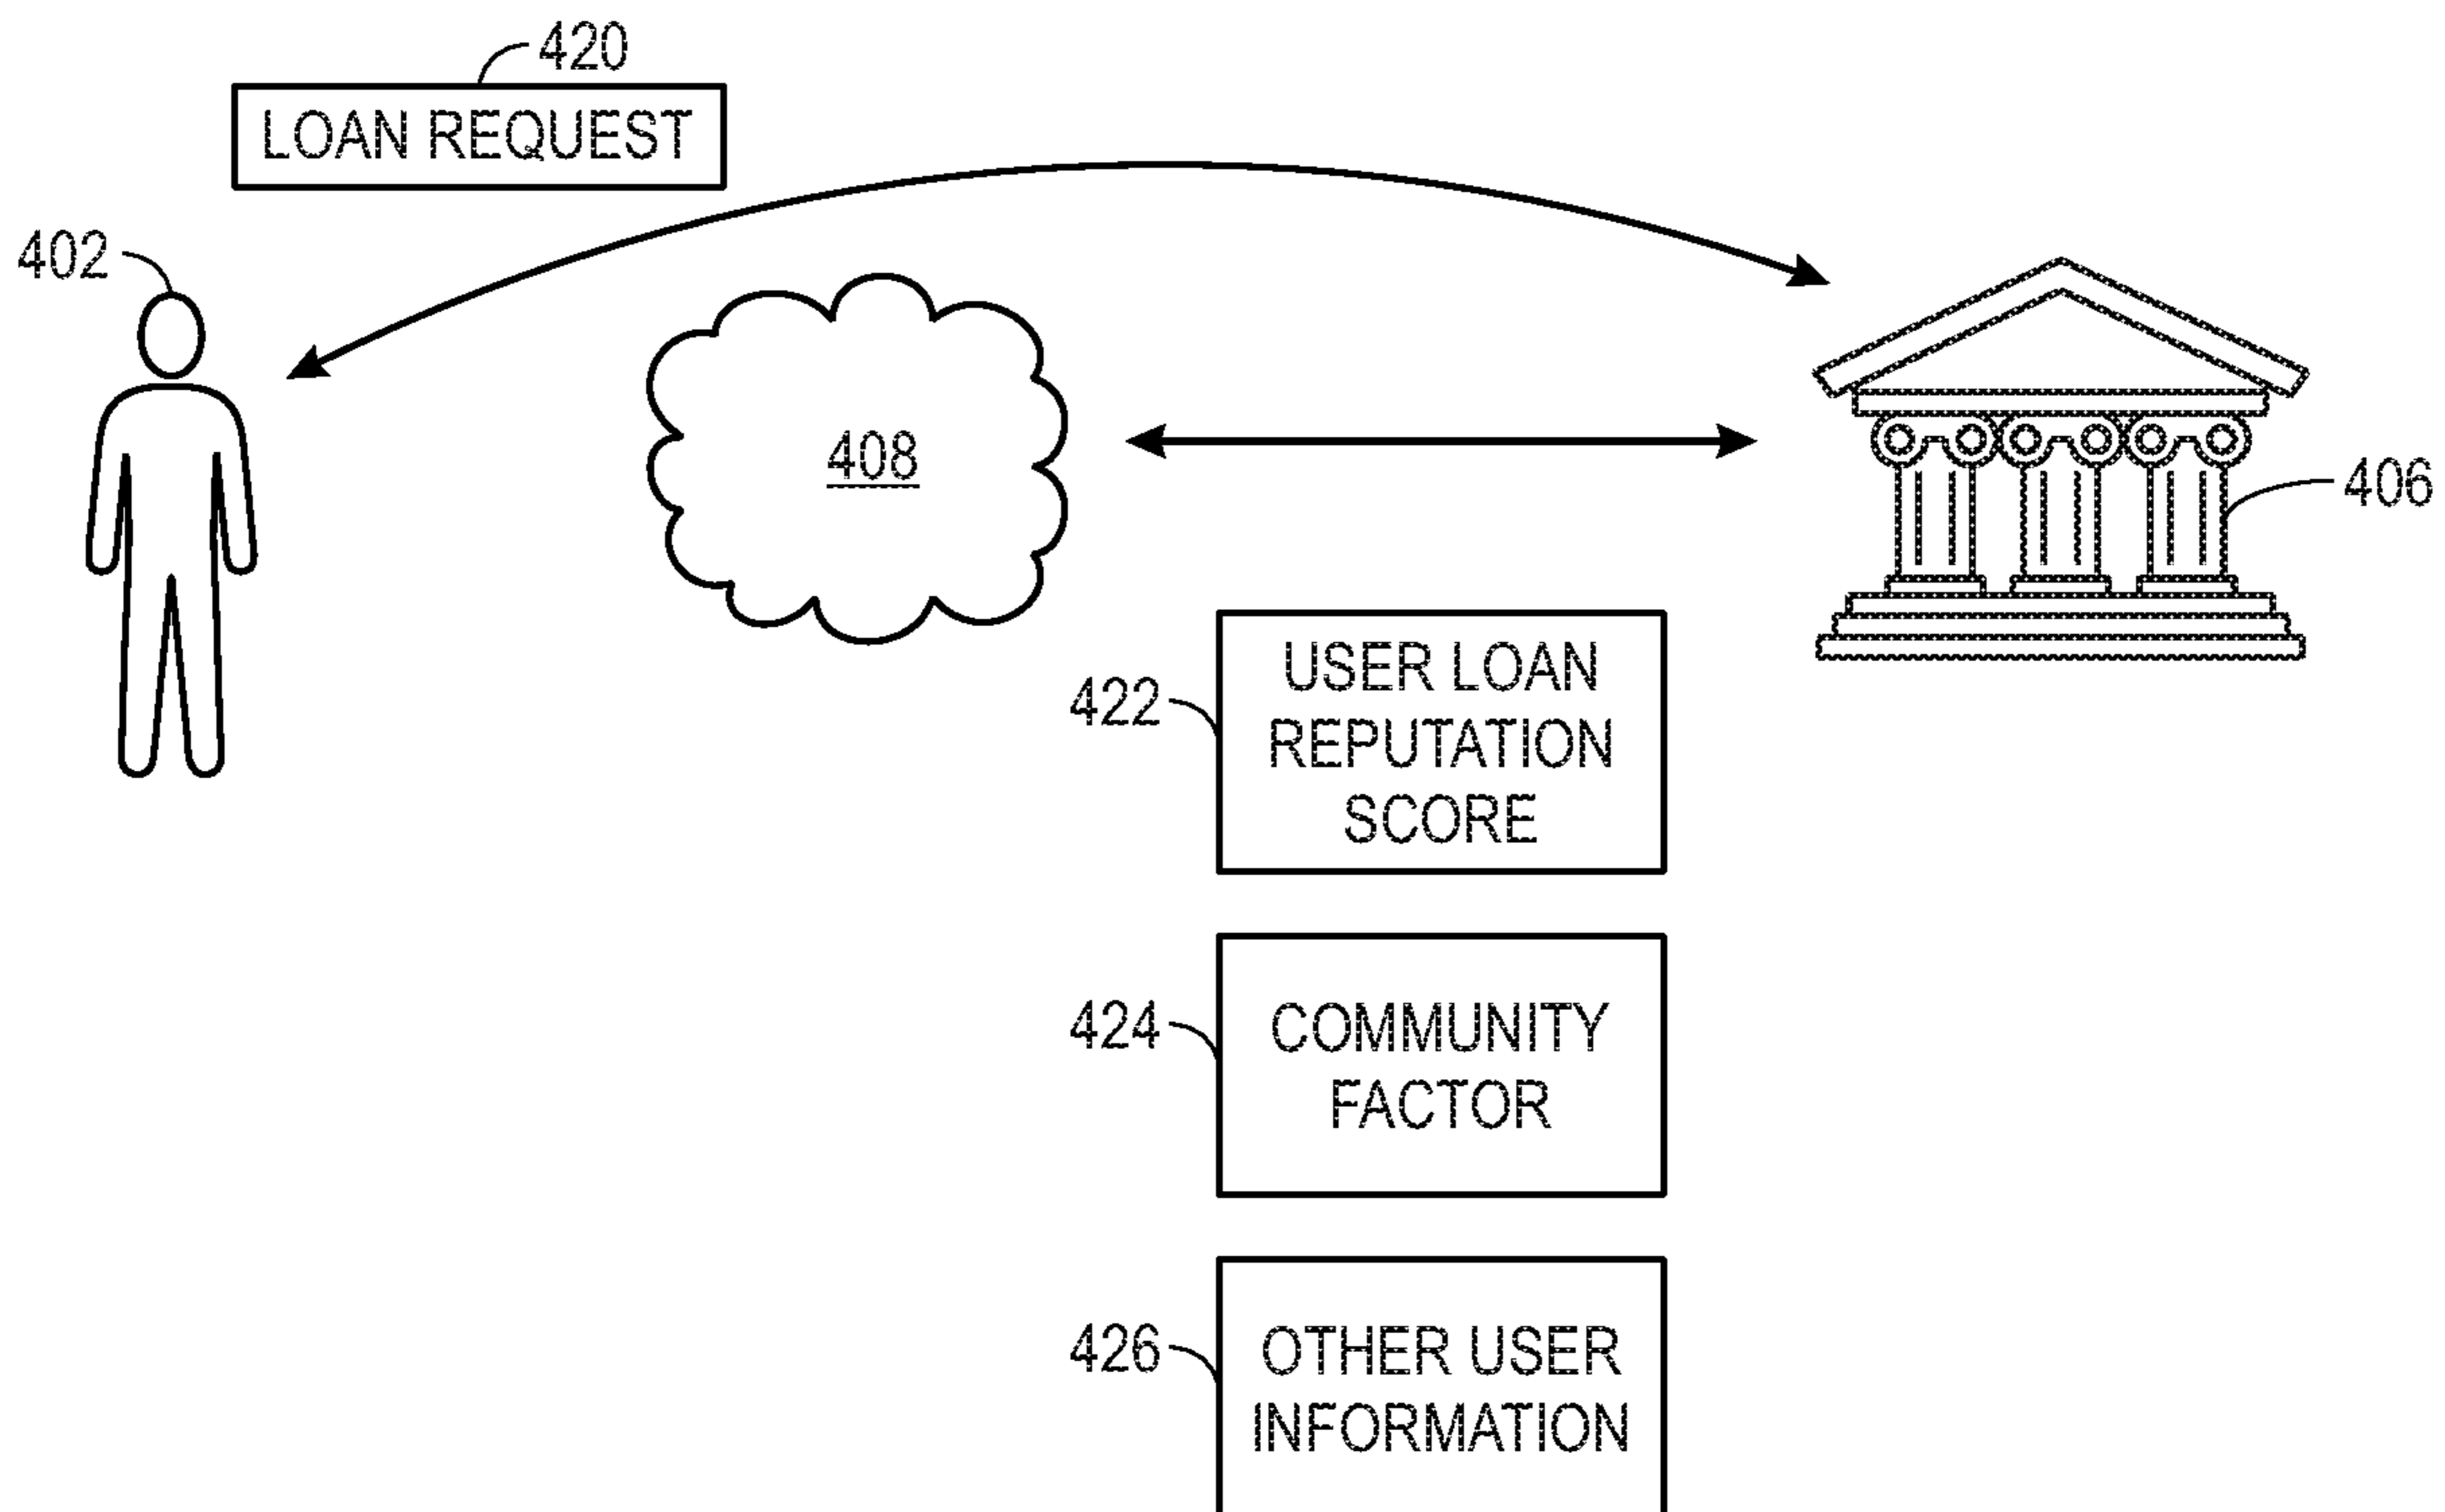 420
LOAN REQUEST
402
408
406
422
USER LOAN
REPUTATION
SCORE
424
COMMUNITY
FACTOR
426
OTHER USER
INFORMATION